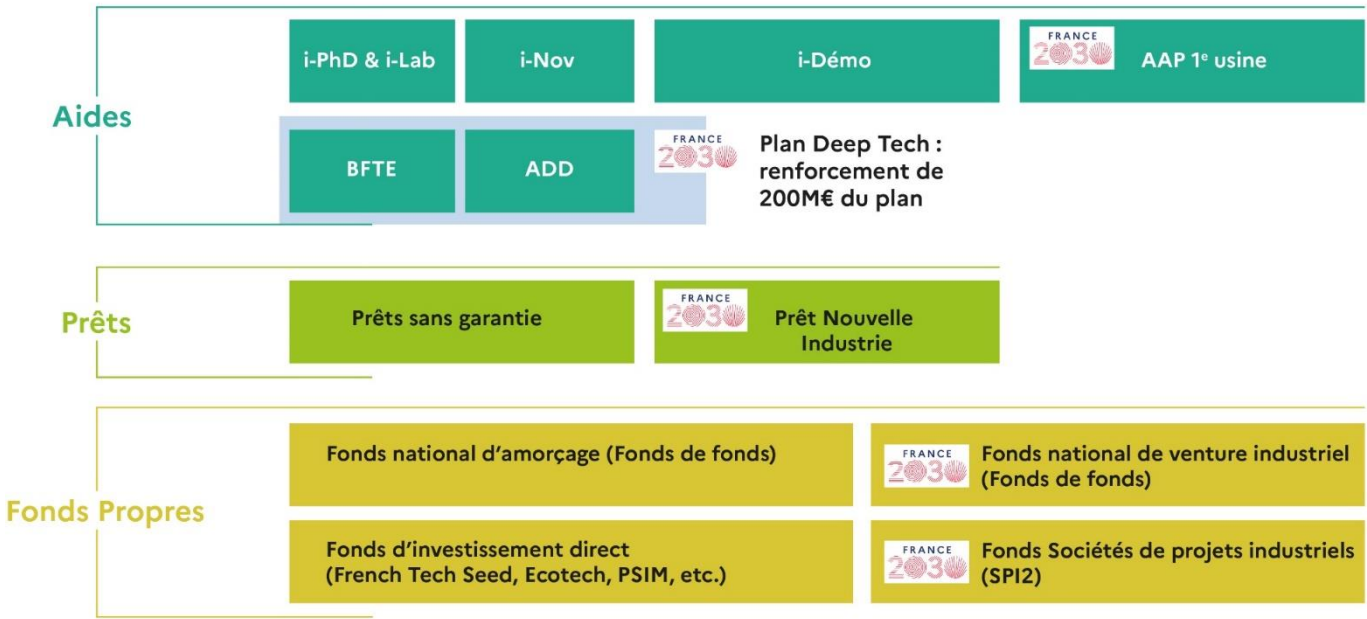 Aides
i-PhD & i-Lab
i-Nov
i-Démo
FRANCE
2030
AAP 1e usine
BFTE
ADD
FRANCE
2030
Plan Deep Tech :
renforcement de
200M€ du plan
Prêts
Prêts sans garantie
FRANCE
2030
Prêt Nouvelle
Industrie
Fonds Propres
Fonds national d’amorçage (Fonds de fonds)
FRANCE
2030
Fonds national de venture industriel
(Fonds de fonds)
Fonds d’investissement direct
(French Tech Seed, Ecotech, PSIM, etc.)
FRANCE
2030
Fonds Sociétés de projets industriels
(SPI2)